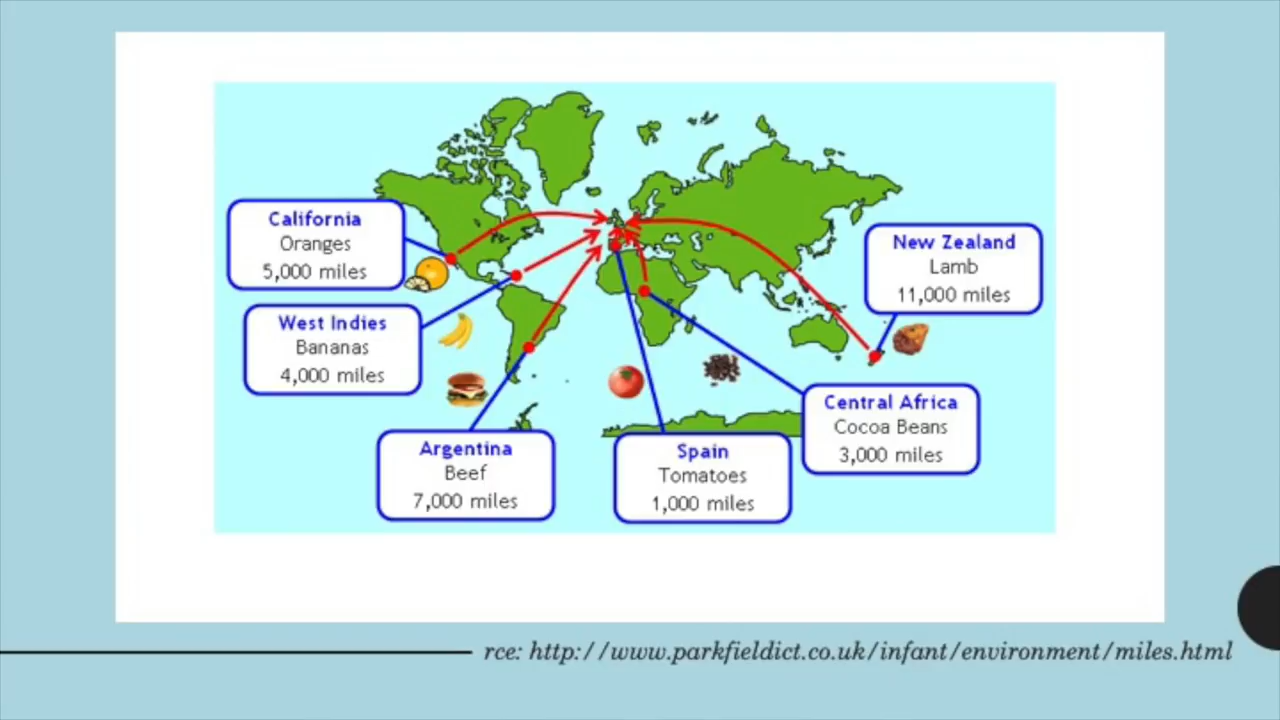 California
Oranges
5,000 miles
West Indies
Bananas
4,000 miles
Argentina
Beef
7,000 miles
Spain
Tomatoes
1,000 miles
Central Africa
Cocoa Beans
3,000 miles
New Zealand
Lamb
11,000 miles
rce: http://www.parkfieldict.co.uk/infant/environment/miles.html